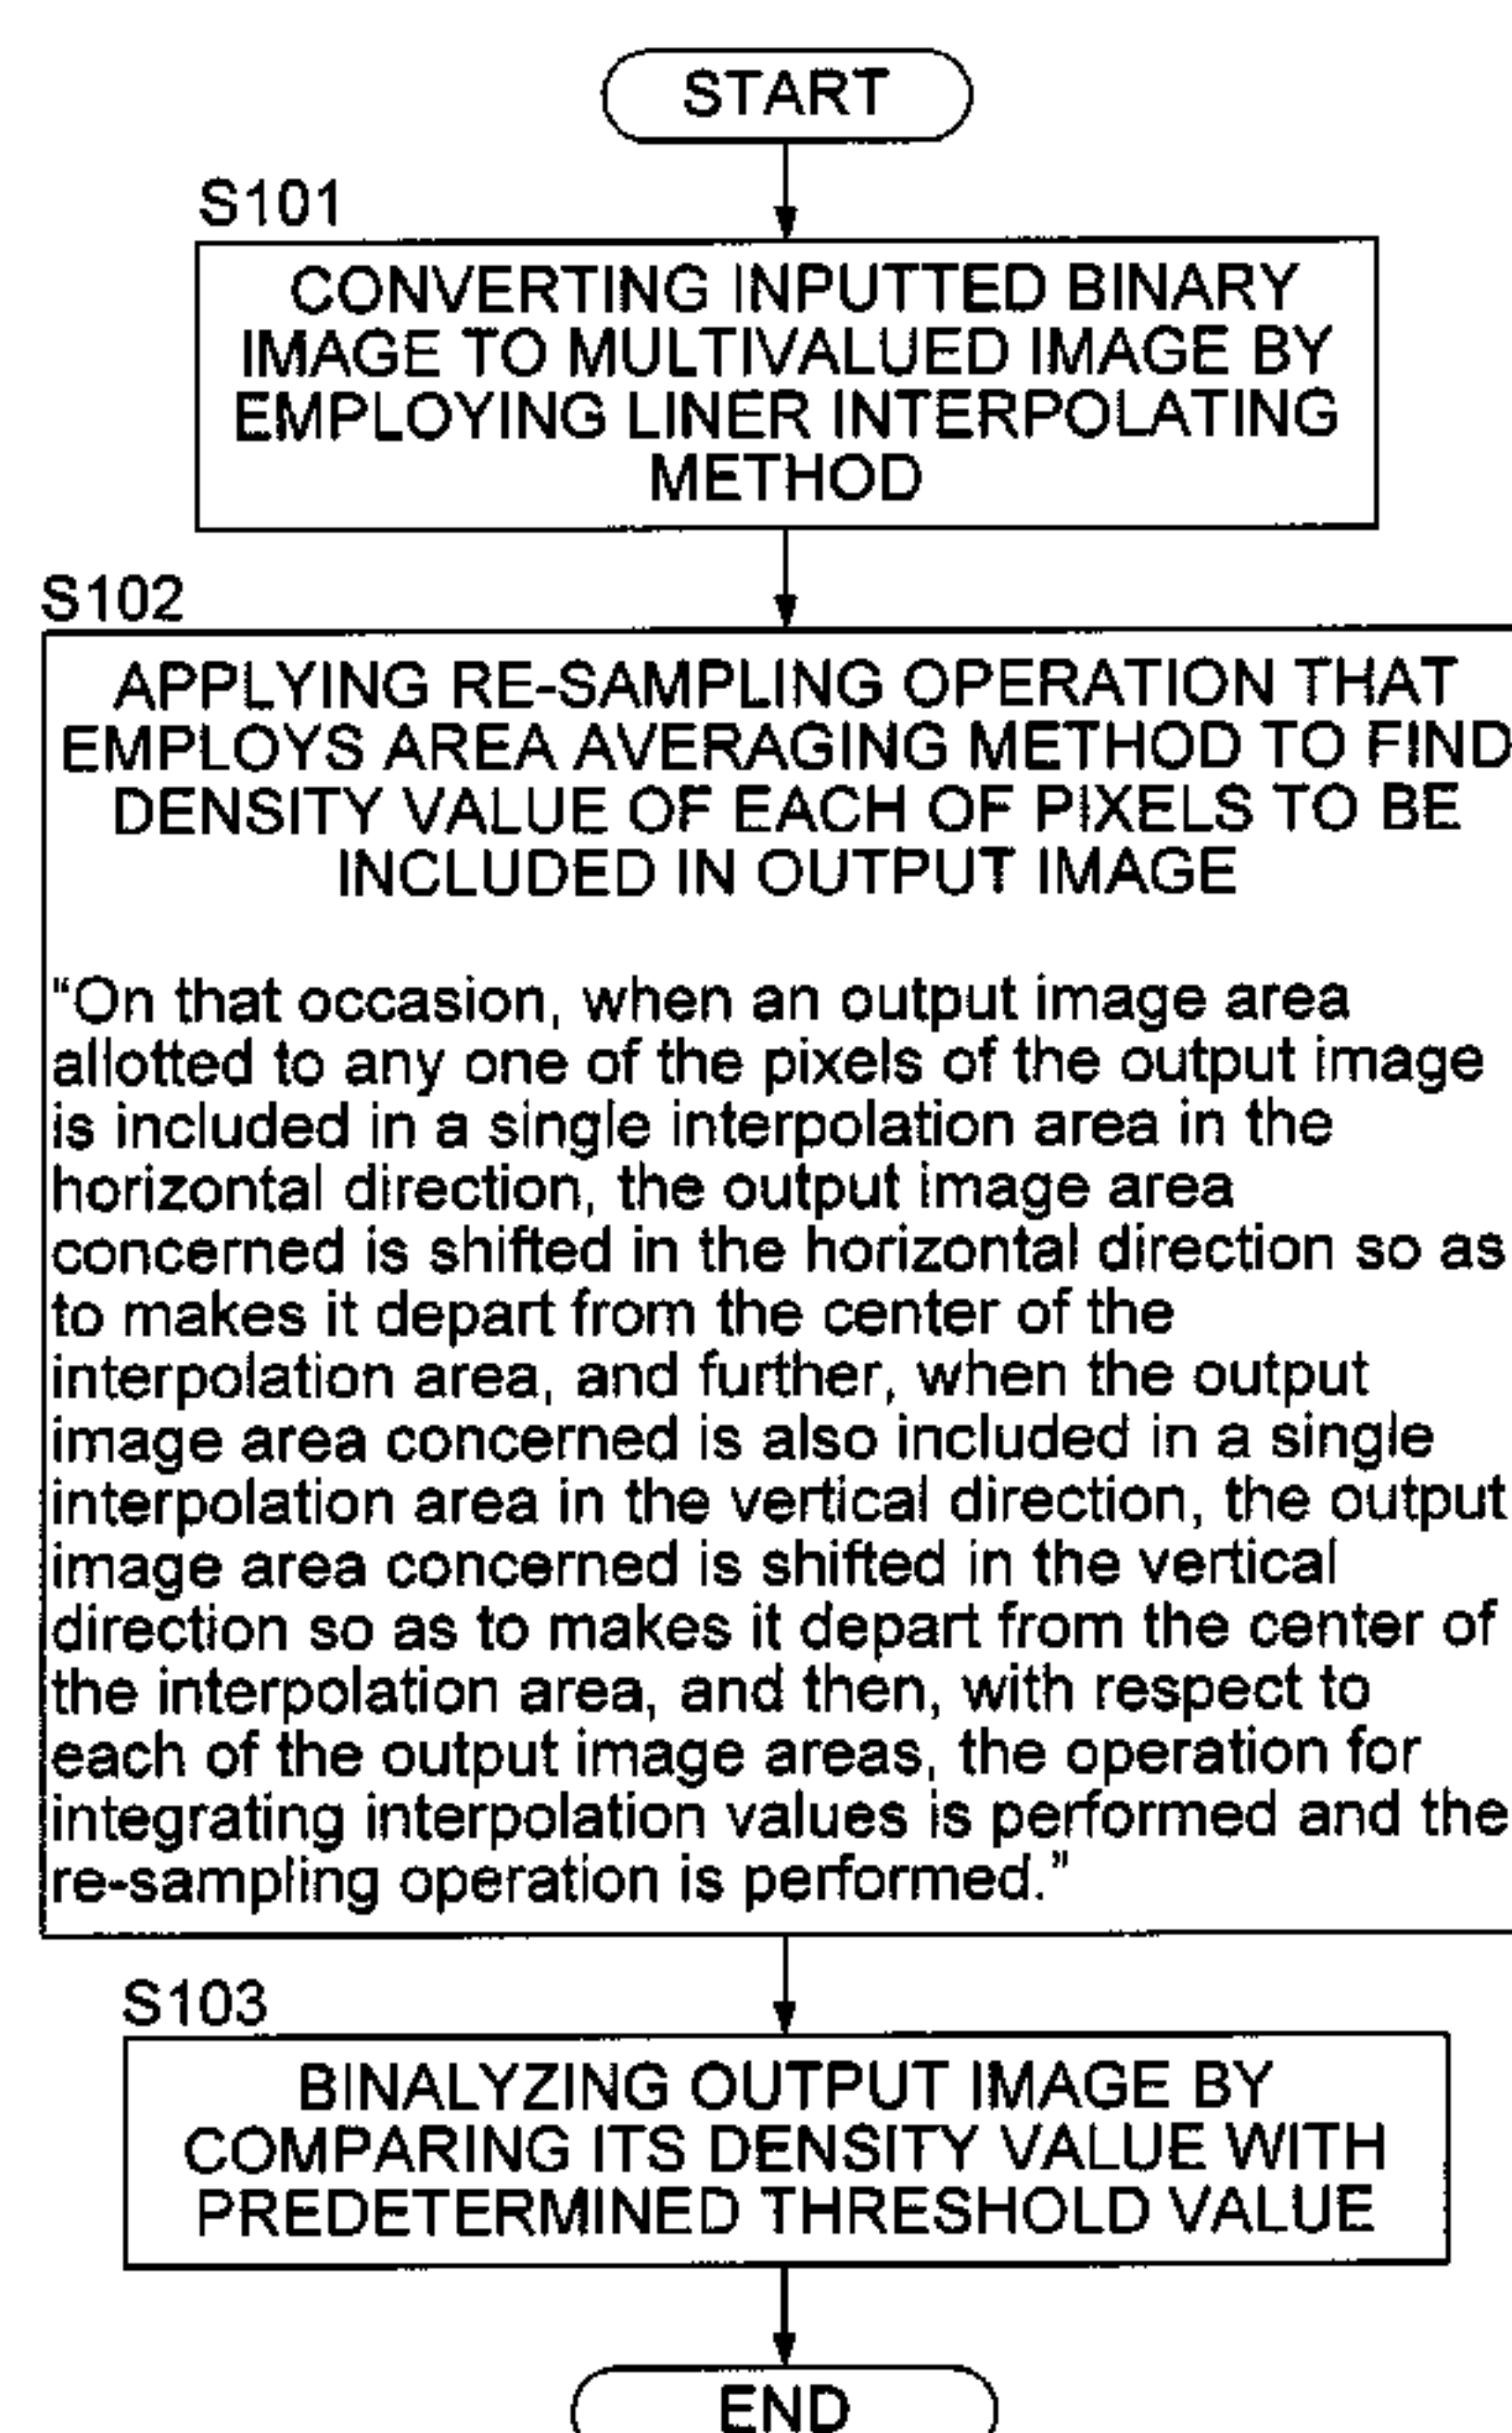 START
S101
CONVERTING INPUTTED BINARY
IMAGE TO MULTIVALUED IMAGE BY
EMPLOYING LINER INTERPOLATING
METHOD
S102
APPLYING RE-SAMPLING OPERATION THAT
EMPLOYS AREA AVERAGING METHOD TO FIND
DENSITY VALUE OF EACH OF PIXELS TO BE
INCLUDED IN OUTPUT IMAGE
“On that occasion, when an output image area
allotted to any one of the pixels of the output image
is included in a single interpolation area in the
horizontal direction, the output image area
concerned is shifted in the horizontal direction so as
to makes it depart from the center of the
interpolation area, and further, when the output
image area concerned is also included in a single
interpolation area in the vertical direction, the output
image area concerned is shifted in the vertical
direction so as to makes it depart from the center of
the interpolation area, and then, with respect to
each of the output image areas, the operation for
integrating interpolation values is performed and the
re-sampling operation is performed.”
S103
BINALYZING OUTPUT IMAGE BY
COMPARING ITS DENSITY VALUE WITH
PREDETERMINED THRESHOLD VALUE
END